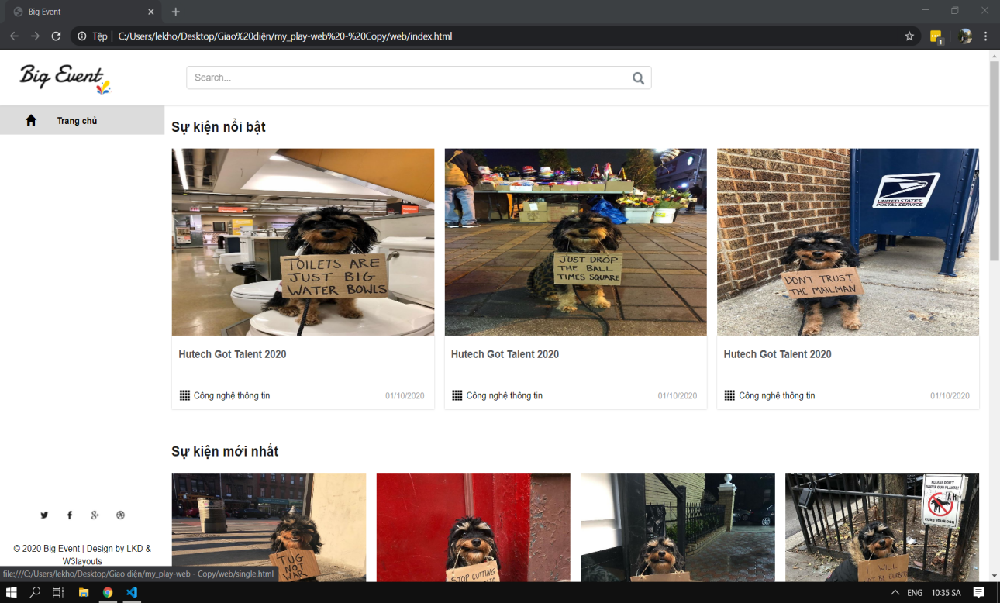 Big Event
Tệp
C:/Users/lekho/Desktop/Giao%20diện/my_play-web%20-%20Copy/web/index.html
1
Big Event
Search...
Trang chủ
Sự kiện nổi bật
TOILETS ARE
JUST BIG
WATER BOWLS
JUST DROP
THE BALL
TIMES SQUARE
UNITED STATES
POSTAL SERVICE
DON'T TRUST
THE MAILMAN
Hutech Got Talent 2020
Hutech Got Talent 2020
Hutech Got Talent 2020
Công nghệ thông tin
01/10/2020
Công nghệ thông tin
01/10/2020
Công nghệ thông tin
01/10/2020
Sự kiện mới nhất
TUG
NOT
WAR
STOP CUTTING
PLEASE DON'T
WATER OUR PLANTS!
CURB YOUR DOG
I WILL
NOT BE CURBED
© 2020 Big Event | Design by LKD &
W3layouts
file:///C:/Users/lekho/Desktop/Giao diện/my_play-web - Copy/web/single.html
ENG
10:35 SA